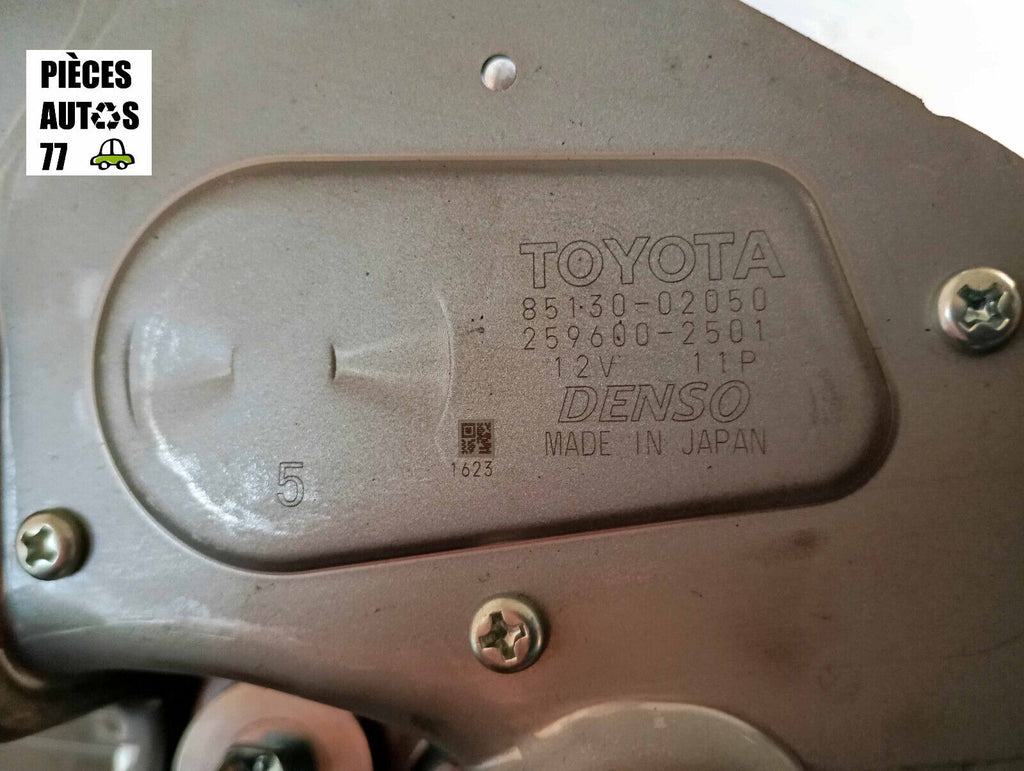 PIÈCES
AUTOS
77
TOYOTA
85130-02050
259600-2501
12V 11P
DENSO
MADE IN JAPAN
1623
5